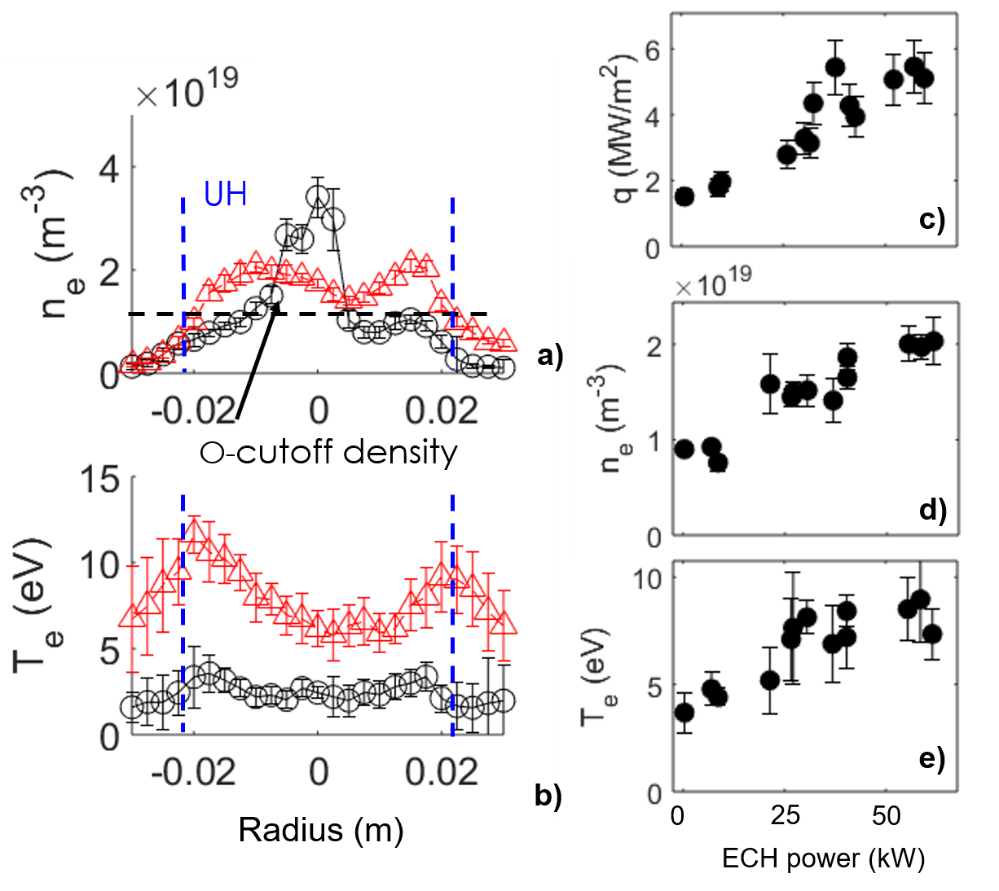 ×10^19
n_e (m^-3)
4
2
0
UH
-0.02 0 0.02
a)
O-cutoff density
T_e (eV)
15
10
5
0
-0.02 0 0.02
b)
Radius (m)
q (MW/m^2)
6
4
2
0
c)
×10^19
n_e (m^-3)
2
1
0
d)
T_e (eV)
10
5
0
e)
0 25 50
ECH power (kW)